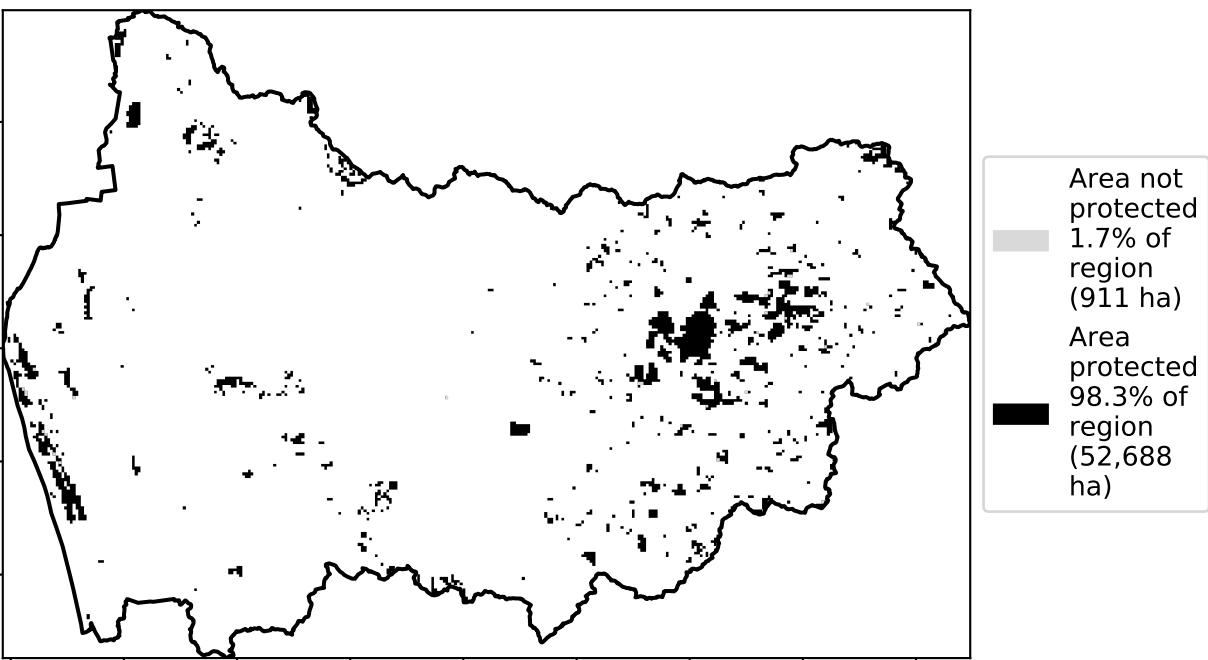 Area not
protected
1.7% of
region
(911 ha)
Area
protected
98.3% of
region
(52,688
ha)